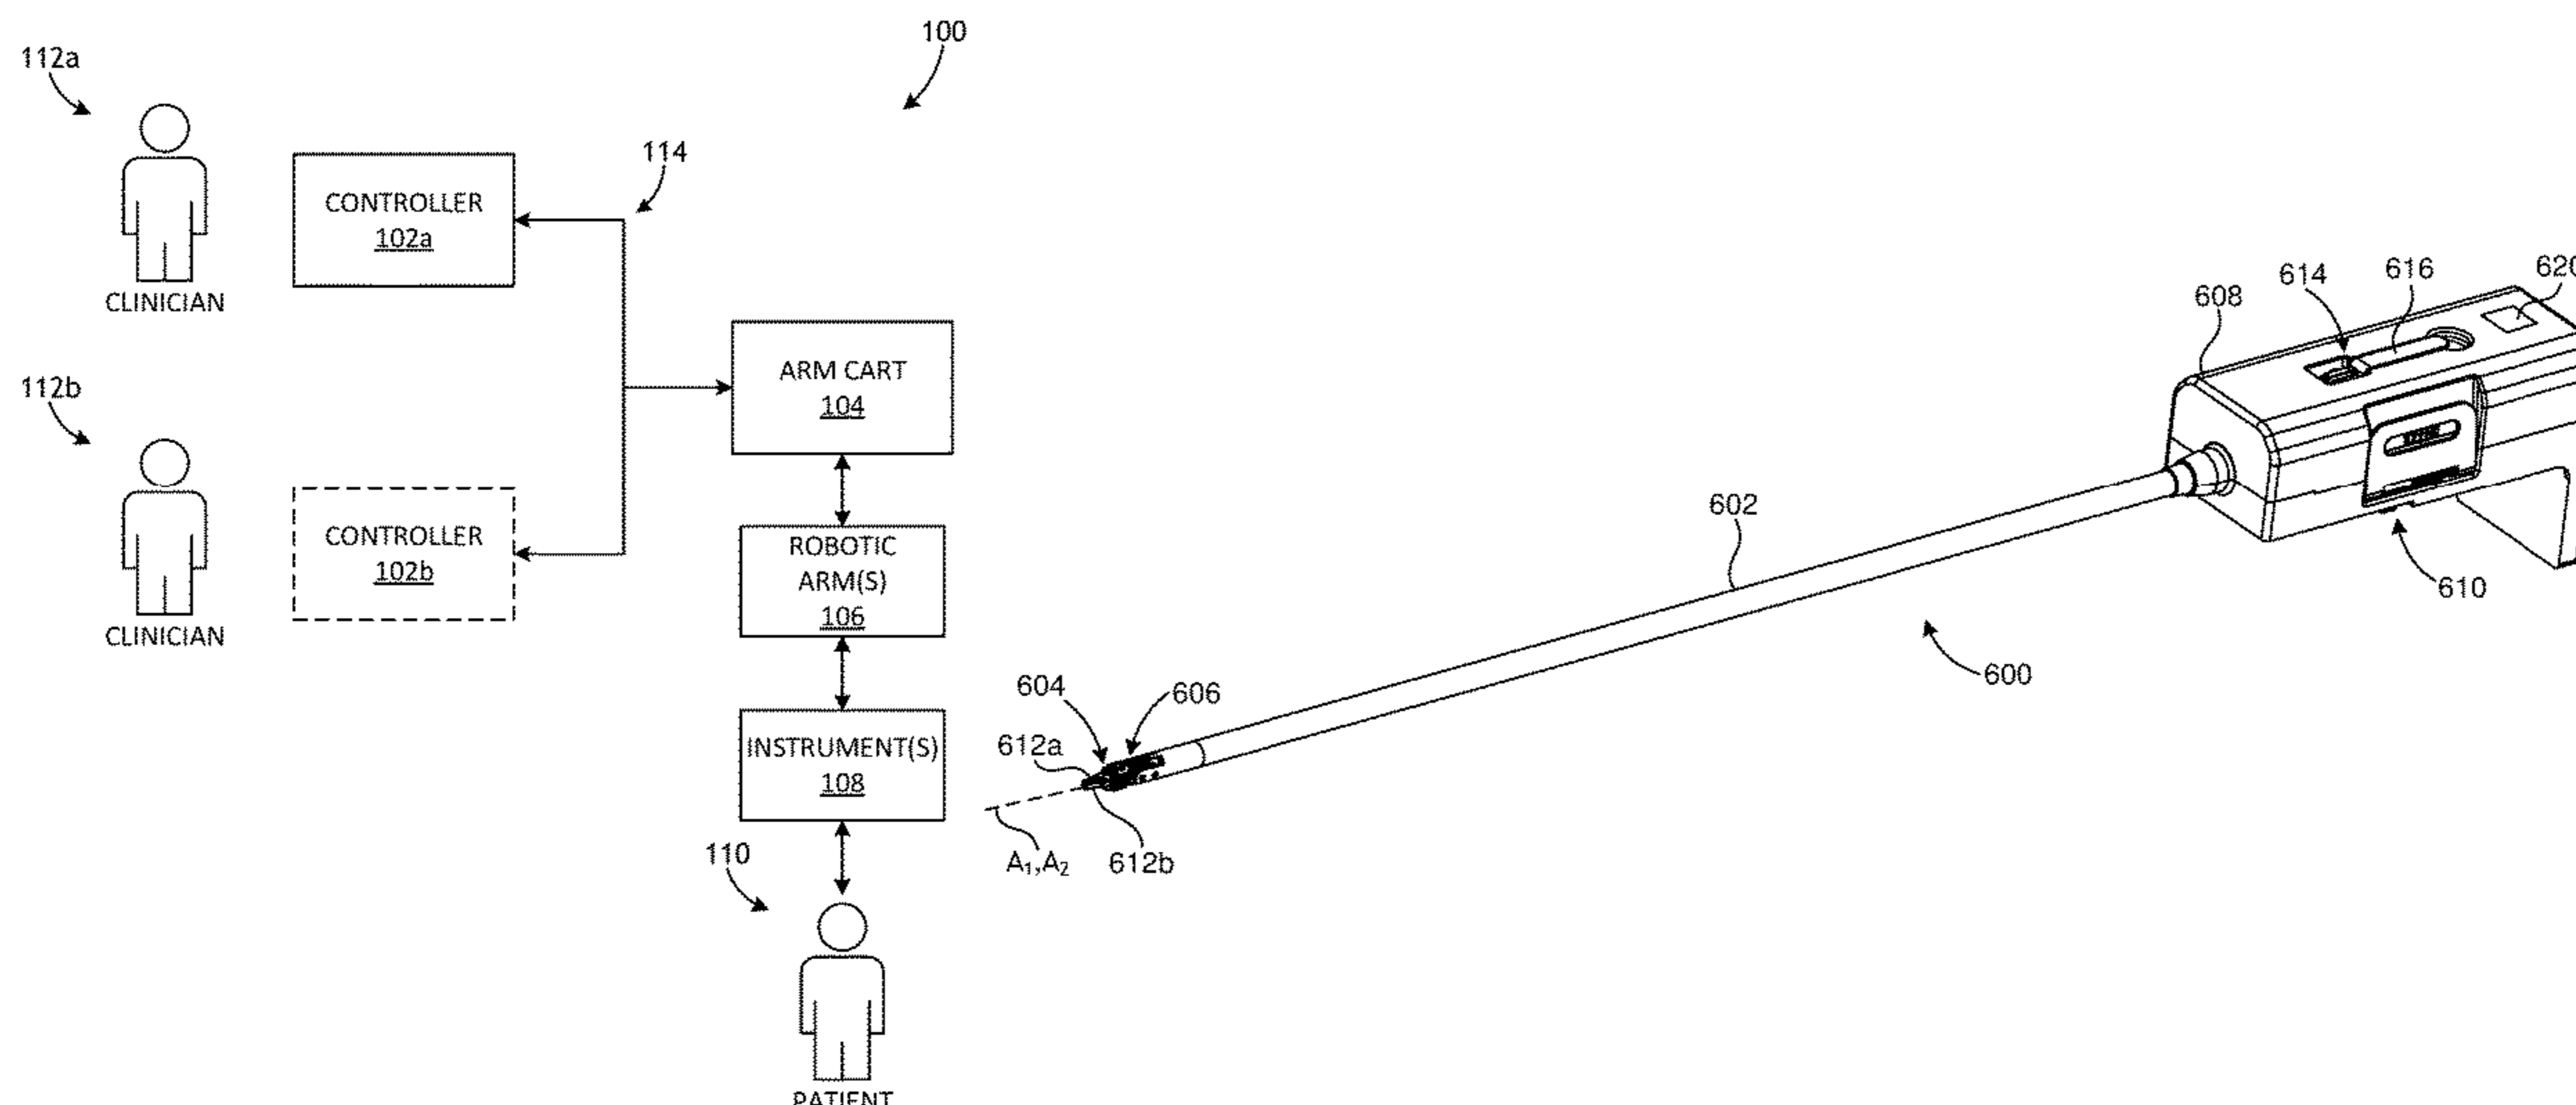 100
112a
CLINICIAN
CONTROLLER
102a
114
112b
CLINICIAN
CONTROLLER
102b
ARM CART
104
ROBOTIC
ARM(S)
106
INSTRUMENT(S)
108
110
PATIENT
608
614
616
620
610
602
600
604
606
612a
612b
A₁,A₂